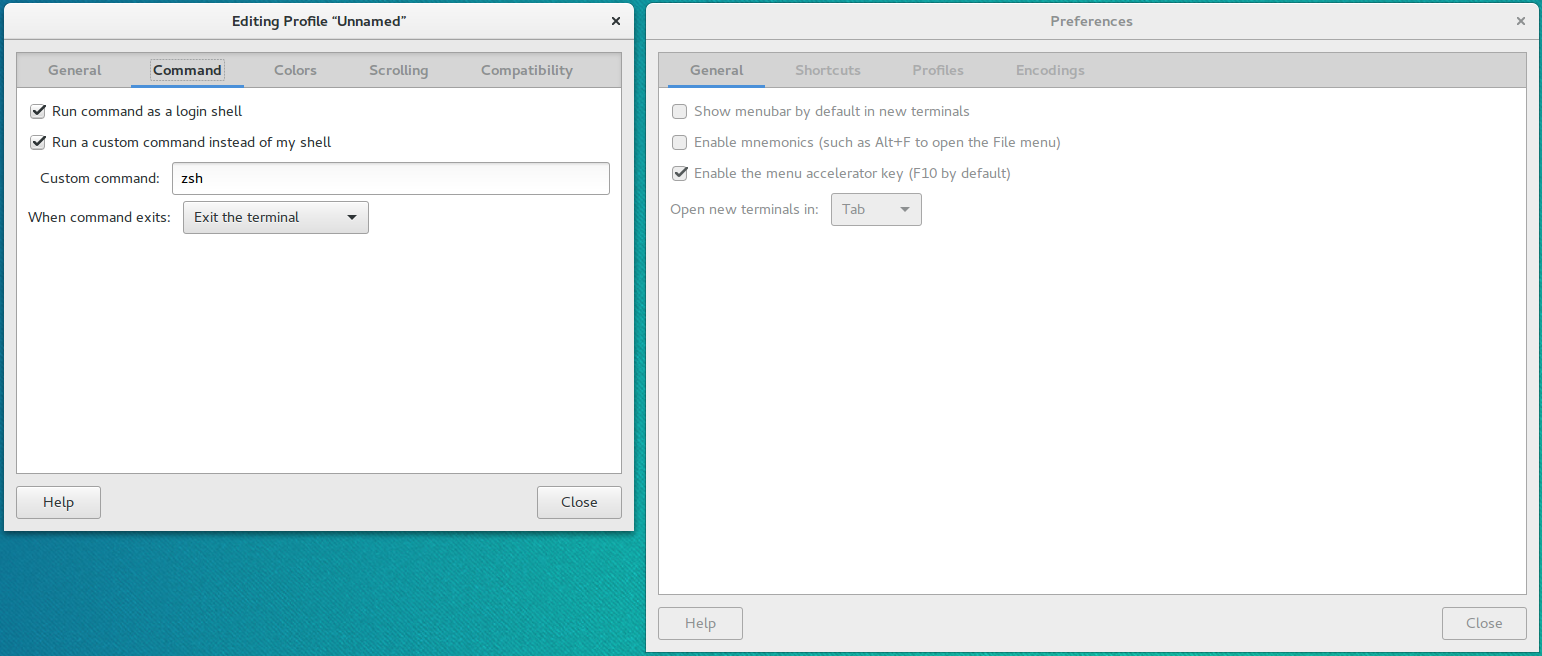 Editing Profile “Unnamed”
General Command Colors Scrolling Compatibility
Run command as a login shell
Run a custom command instead of my shell
Custom command: zsh
When command exits: Exit the terminal
Help Close
Preferences
General Shortcuts Profiles Encodings
Show menubar by default in new terminals
Enable mnemonics (such as Alt+F to open the File menu)
Enable the menu accelerator key (F10 by default)
Open new terminals in: Tab
Help Close